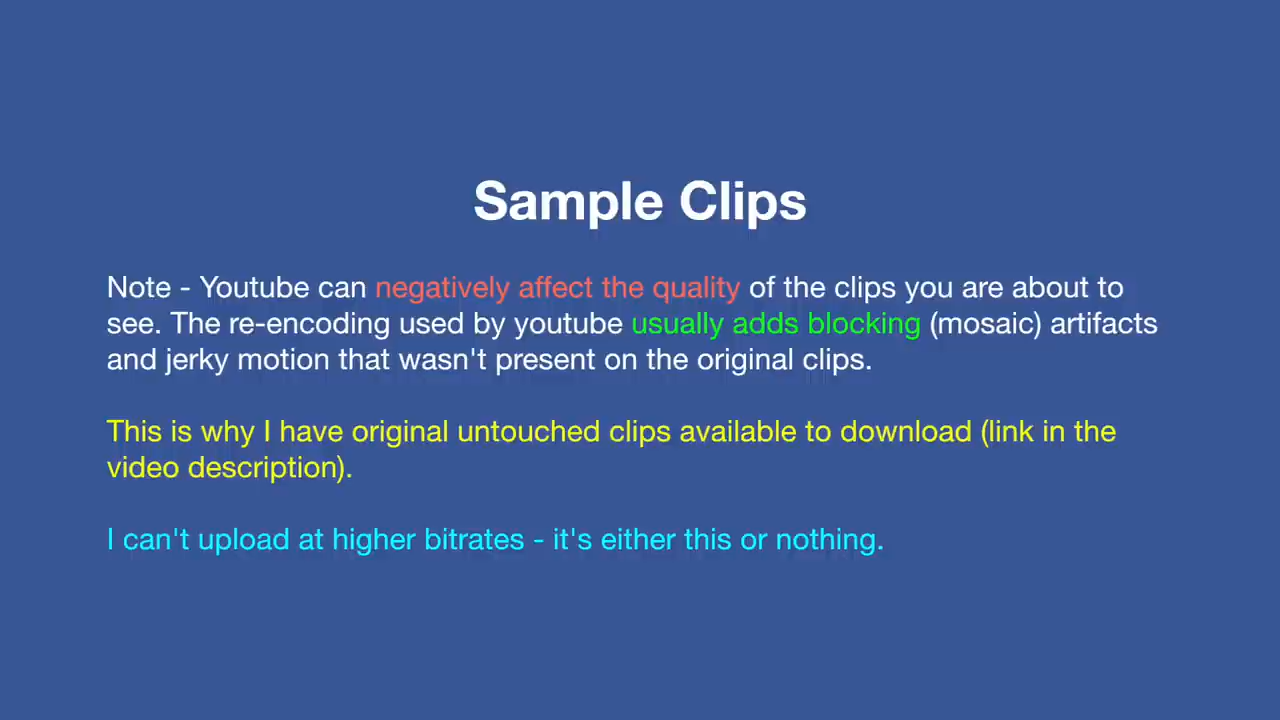 Sample Clips
Note - Youtube can negatively affect the quality of the clips you are about to
see. The re-encoding used by youtube usually adds blocking (mosaic) artifacts
and jerky motion that wasn't present on the original clips.
This is why I have original untouched clips available to download (link in the
video description).
I can't upload at higher bitrates - it's either this or nothing.